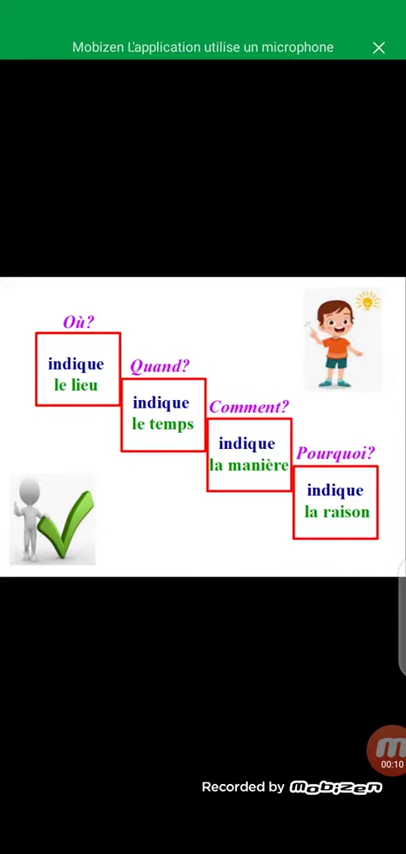 Mobizen L'application utilise un microphone
Où?
indique
le lieu
Quand?
indique
le temps
Comment?
indique
la manière
Pourquoi?
indique
la raison
00:10
Recorded by Mobizen